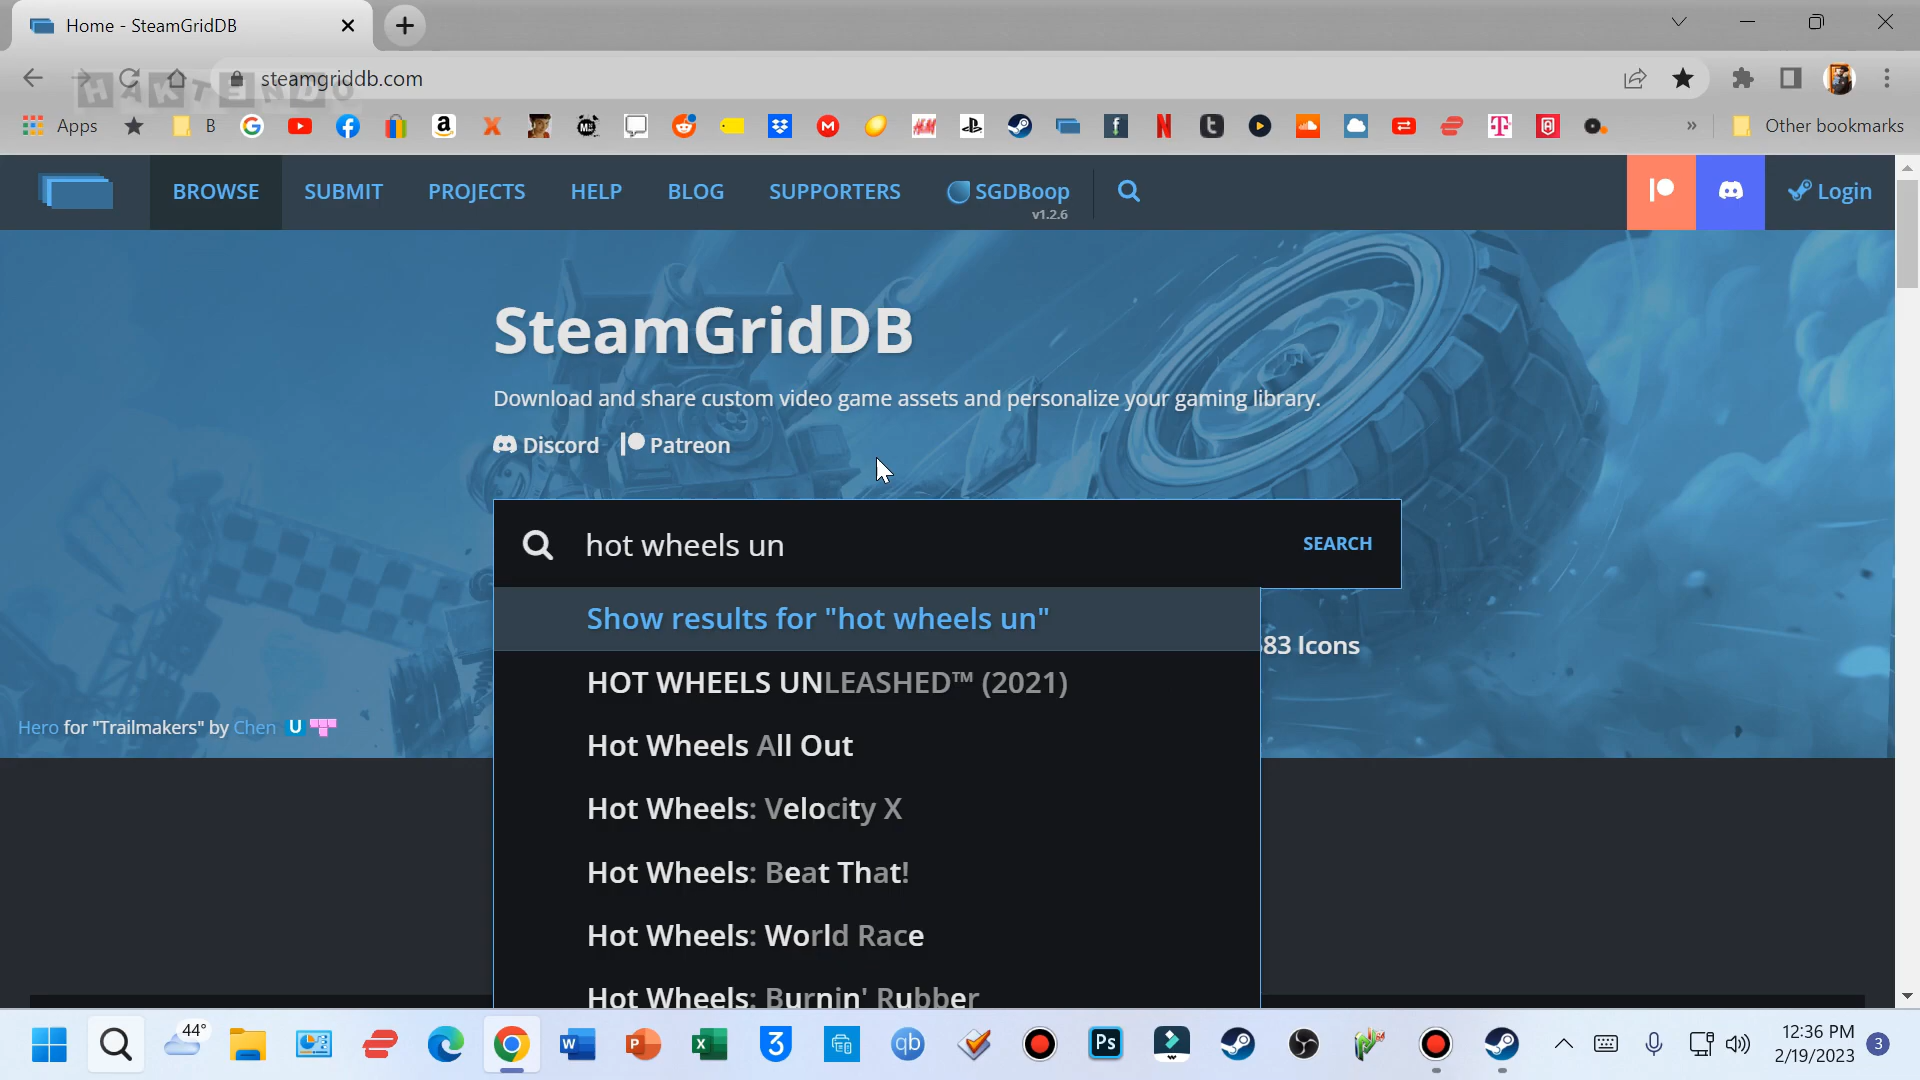 Home - SteamGridDB
HAKTENDO
steamgriddb.com
Apps
B
Other bookmarks
BROWSE
SUBMIT
PROJECTS
HELP
BLOG
SUPPORTERS
SGDBoop
v1.2.6
Login
SteamGridDB
Download and share custom video game assets and personalize your gaming library.
Discord
Patreon
hot wheels un
SEARCH
Show results for "hot wheels un"
83 Icons
HOT WHEELS UNLEASHED™ (2021)
Hero for "Trailmakers" by Chen U
Hot Wheels All Out
Hot Wheels: Velocity X
Hot Wheels: Beat That!
Hot Wheels: World Race
Hot Wheels: Burnin' Rubber
44°
12:36 PM
2/19/2023
3